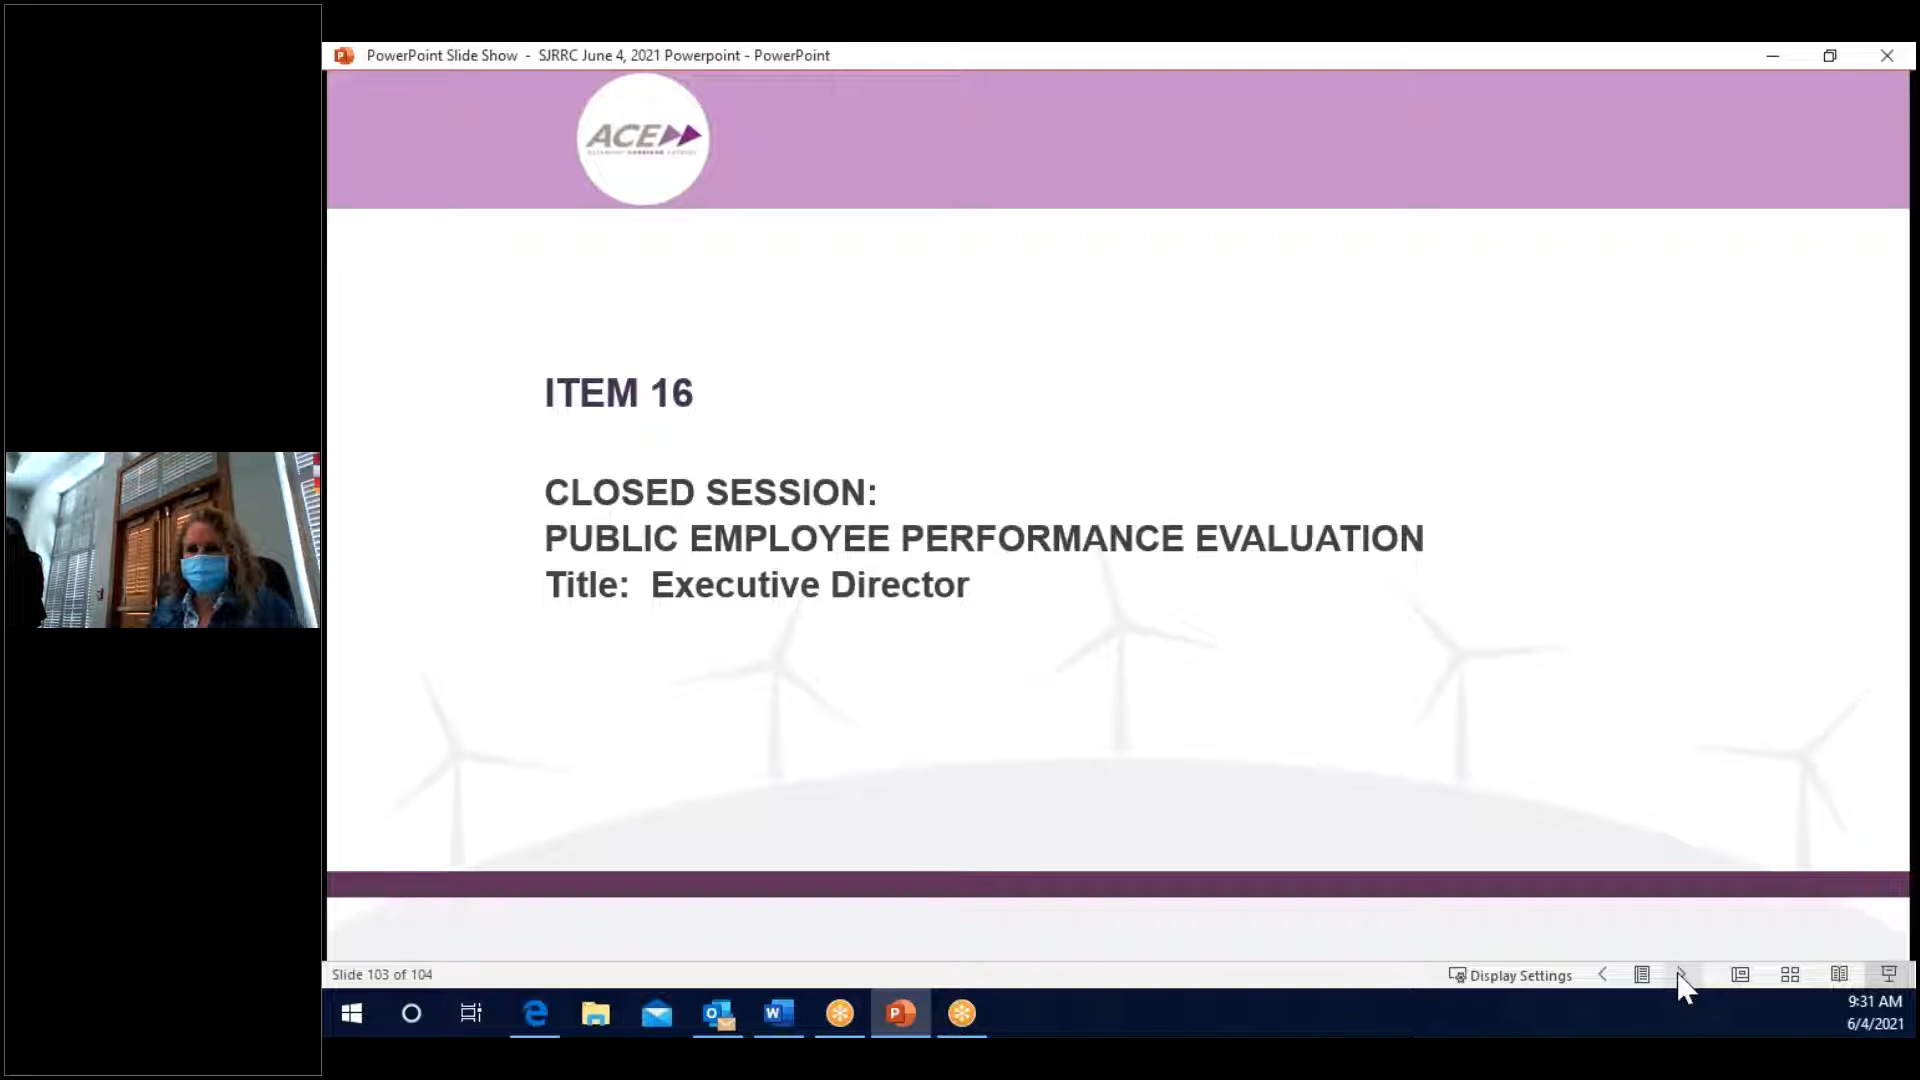 PowerPoint Slide Show - SJRRC June 4, 2021 Powerpoint - PowerPoint
ACE
ITEM 16
CLOSED SESSION:
PUBLIC EMPLOYEE PERFORMANCE EVALUATION
Title: Executive Director
Slide 103 of 104
Display Settings
9:31 AM
6/4/2021